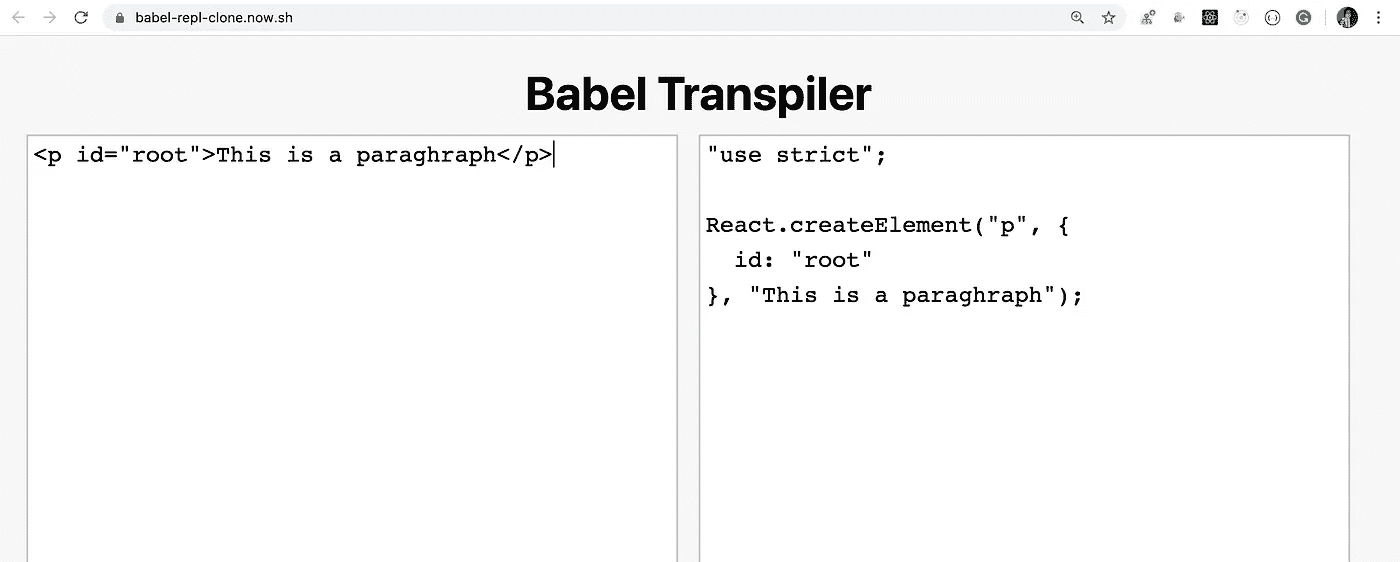 babel-repl-clone.now.sh
Babel Transpiler
<p id="root">This is a paraghraph</p>
"use strict";
React.createElement("p", {
  id: "root"
}, "This is a paraghraph");